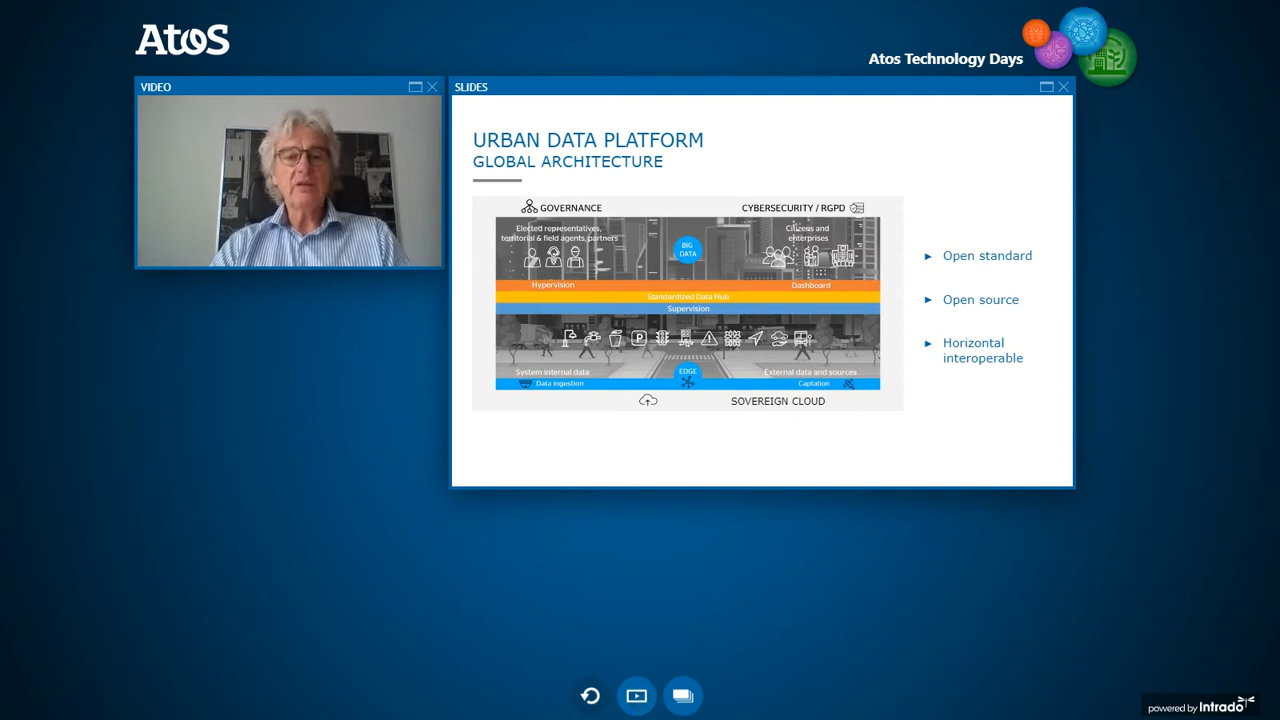 Atos
Atos Technology Days
VIDEO
SLIDES
URBAN DATA PLATFORM
GLOBAL ARCHITECTURE
GOVERNANCE
CYBERSECURITY / RGPD
Elected representatives,
territorial & field agents, partners
BIG
DATA
Citizens and
enterprises
Hypervision
Dashboard
Standardized Data Hub
Supervision
P
System internal data
EDGE
External data and sources
Data ingestion
Captation
SOVEREIGN CLOUD
► Open standard
► Open source
► Horizontal
interoperable
powered by Intrado